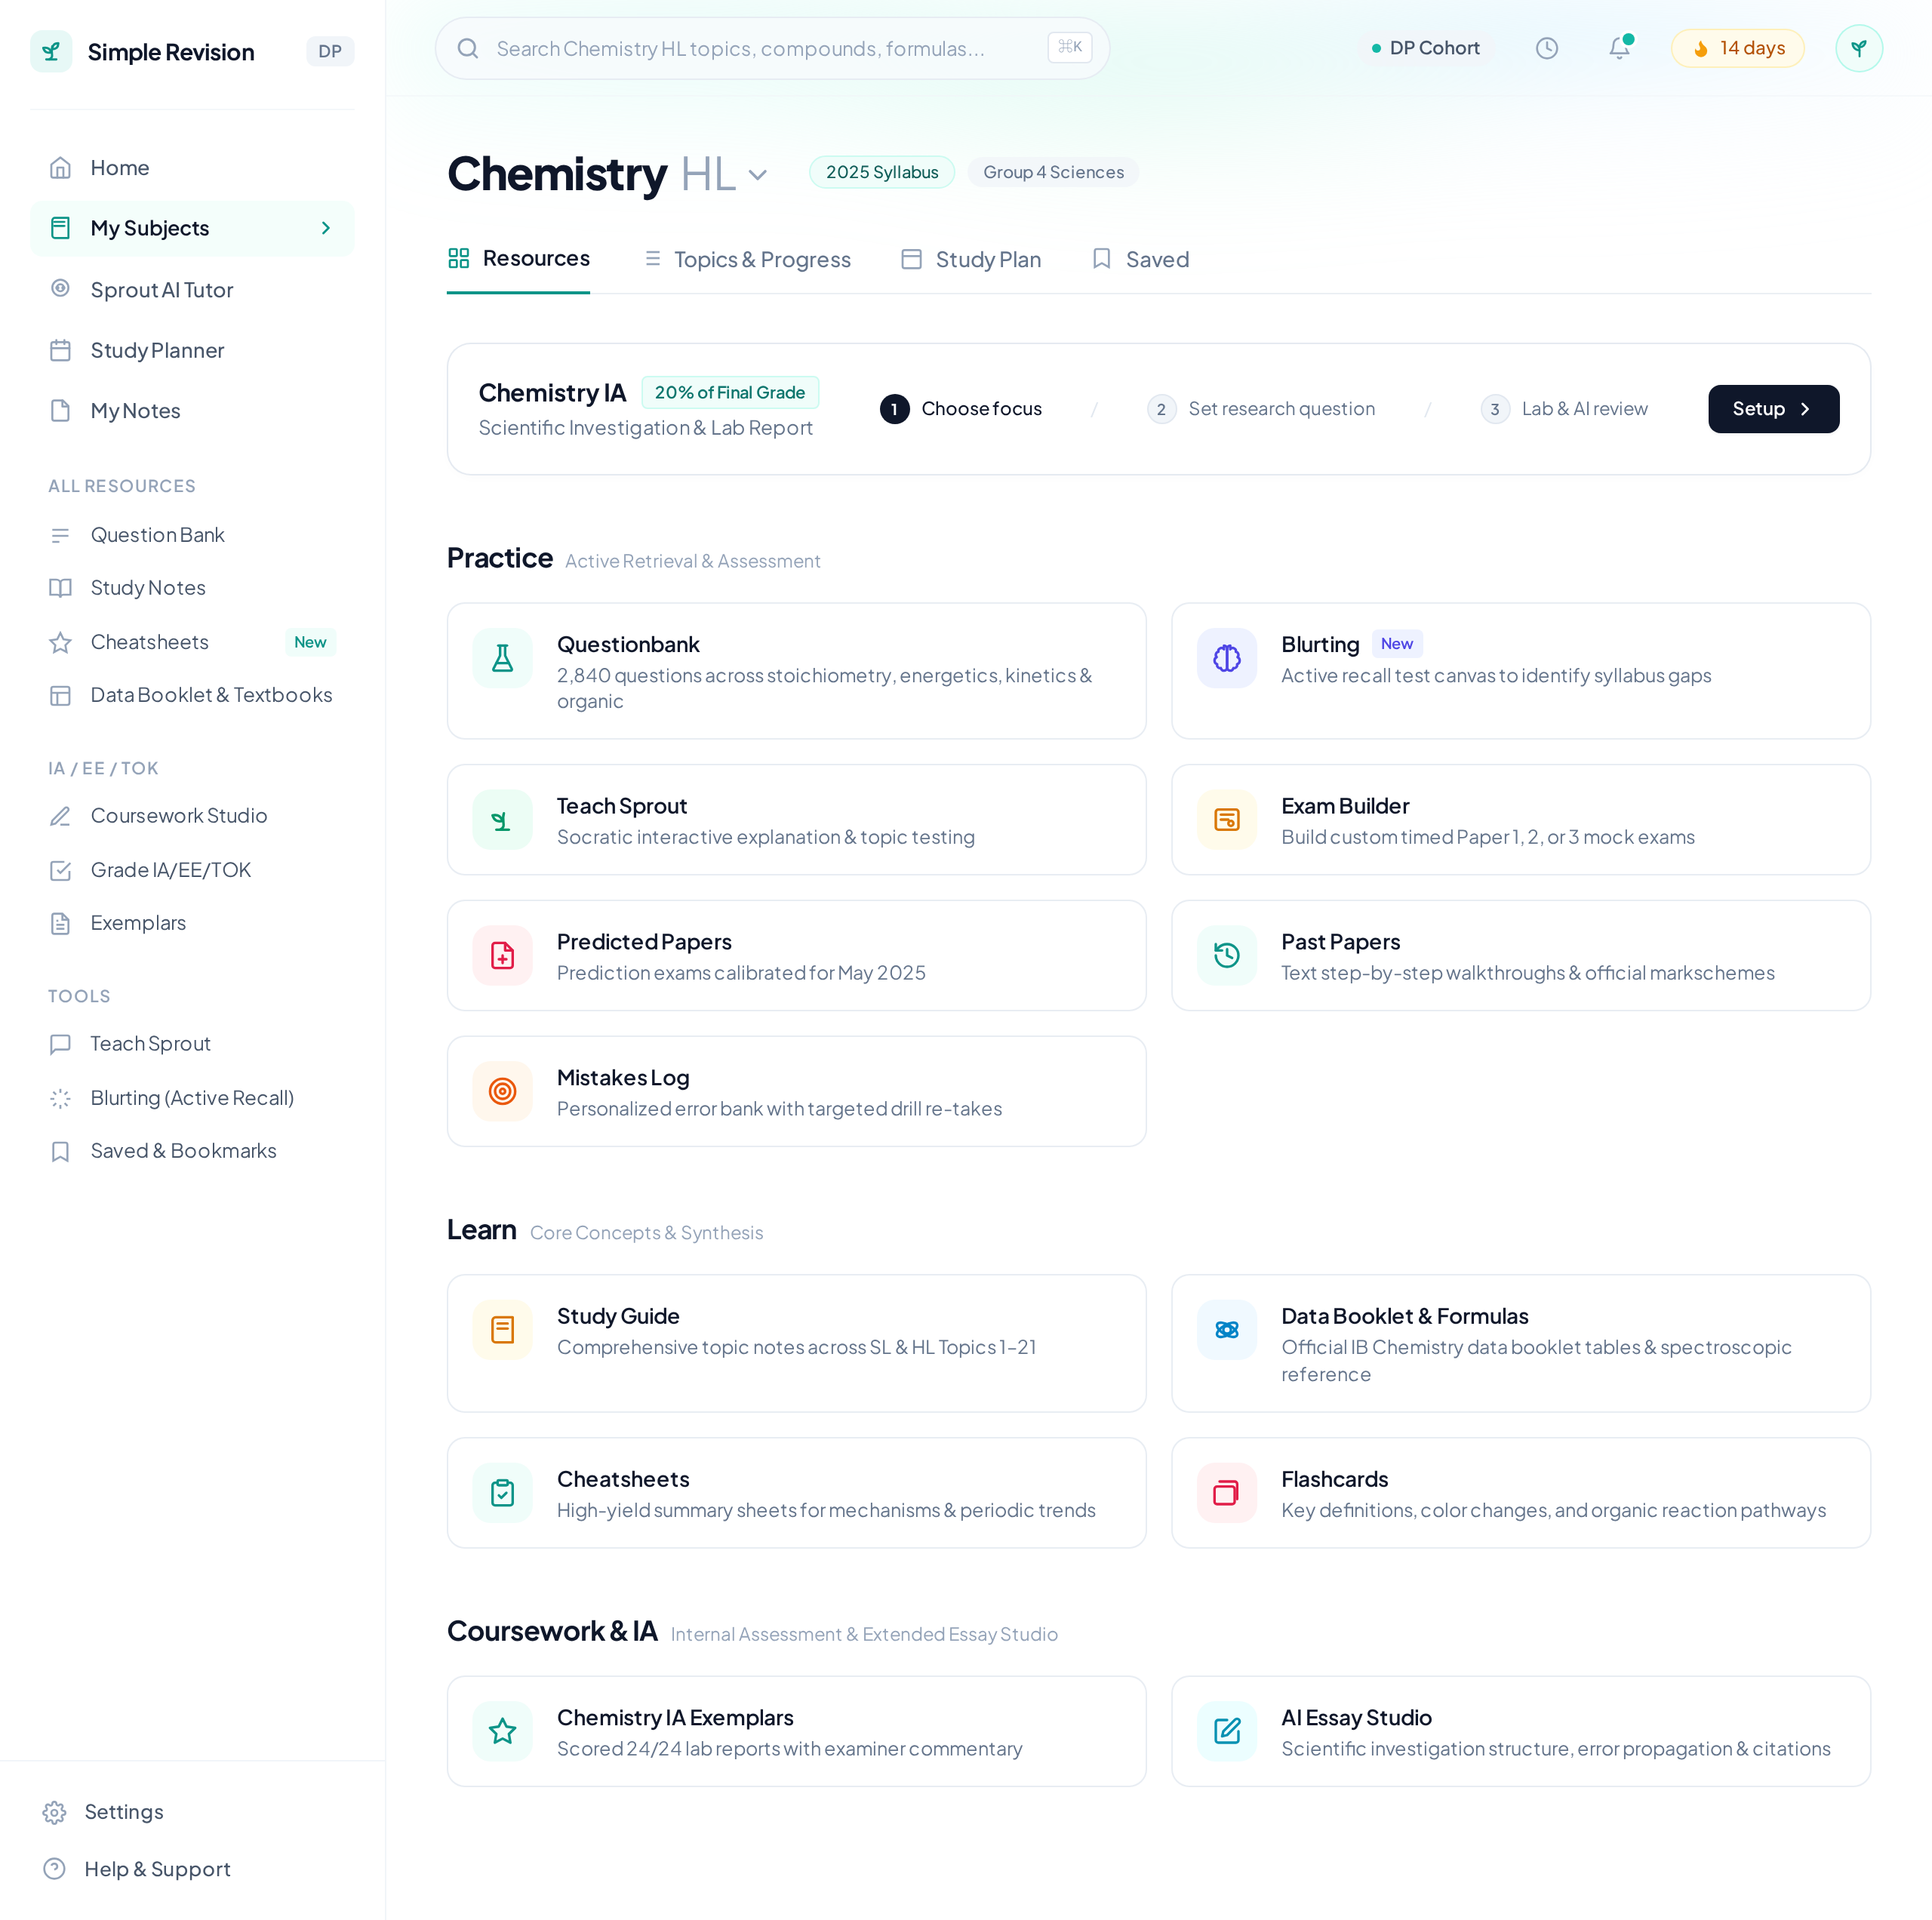 Simple Revision
DP
Home
My Subjects
Sprout AI Tutor
Study Planner
My Notes
ALL RESOURCES
Question Bank
Study Notes
Cheatsheets New
Data Booklet & Textbooks
IA / EE / TOK
Coursework Studio
Grade IA/EE/TOK
Exemplars
TOOLS
Teach Sprout
Blurting (Active Recall)
Saved & Bookmarks
Settings
Help & Support
Search Chemistry HL topics, compounds, formulas... ⌘K
DP Cohort
14 days
Chemistry HL
2025 Syllabus
Group 4 Sciences
Resources
Topics & Progress
Study Plan
Saved
Chemistry IA 20% of Final Grade
Scientific Investigation & Lab Report
1 Choose focus
/
2 Set research question
/
3 Lab & AI review
Setup
Practice Active Retrieval & Assessment
Questionbank
2,840 questions across stoichiometry, energetics, kinetics &
organic
Blurting New
Active recall test canvas to identify syllabus gaps
Teach Sprout
Socratic interactive explanation & topic testing
Exam Builder
Build custom timed Paper 1, 2, or 3 mock exams
Predicted Papers
Prediction exams calibrated for May 2025
Past Papers
Text step-by-step walkthroughs & official markschemes
Mistakes Log
Personalized error bank with targeted drill re-takes
Learn Core Concepts & Synthesis
Study Guide
Comprehensive topic notes across SL & HL Topics 1–21
Data Booklet & Formulas
Official IB Chemistry data booklet tables & spectroscopic
reference
Cheatsheets
High-yield summary sheets for mechanisms & periodic trends
Flashcards
Key definitions, color changes, and organic reaction pathways
Coursework & IA Internal Assessment & Extended Essay Studio
Chemistry IA Exemplars
Scored 24/24 lab reports with examiner commentary
AI Essay Studio
Scientific investigation structure, error propagation & citations